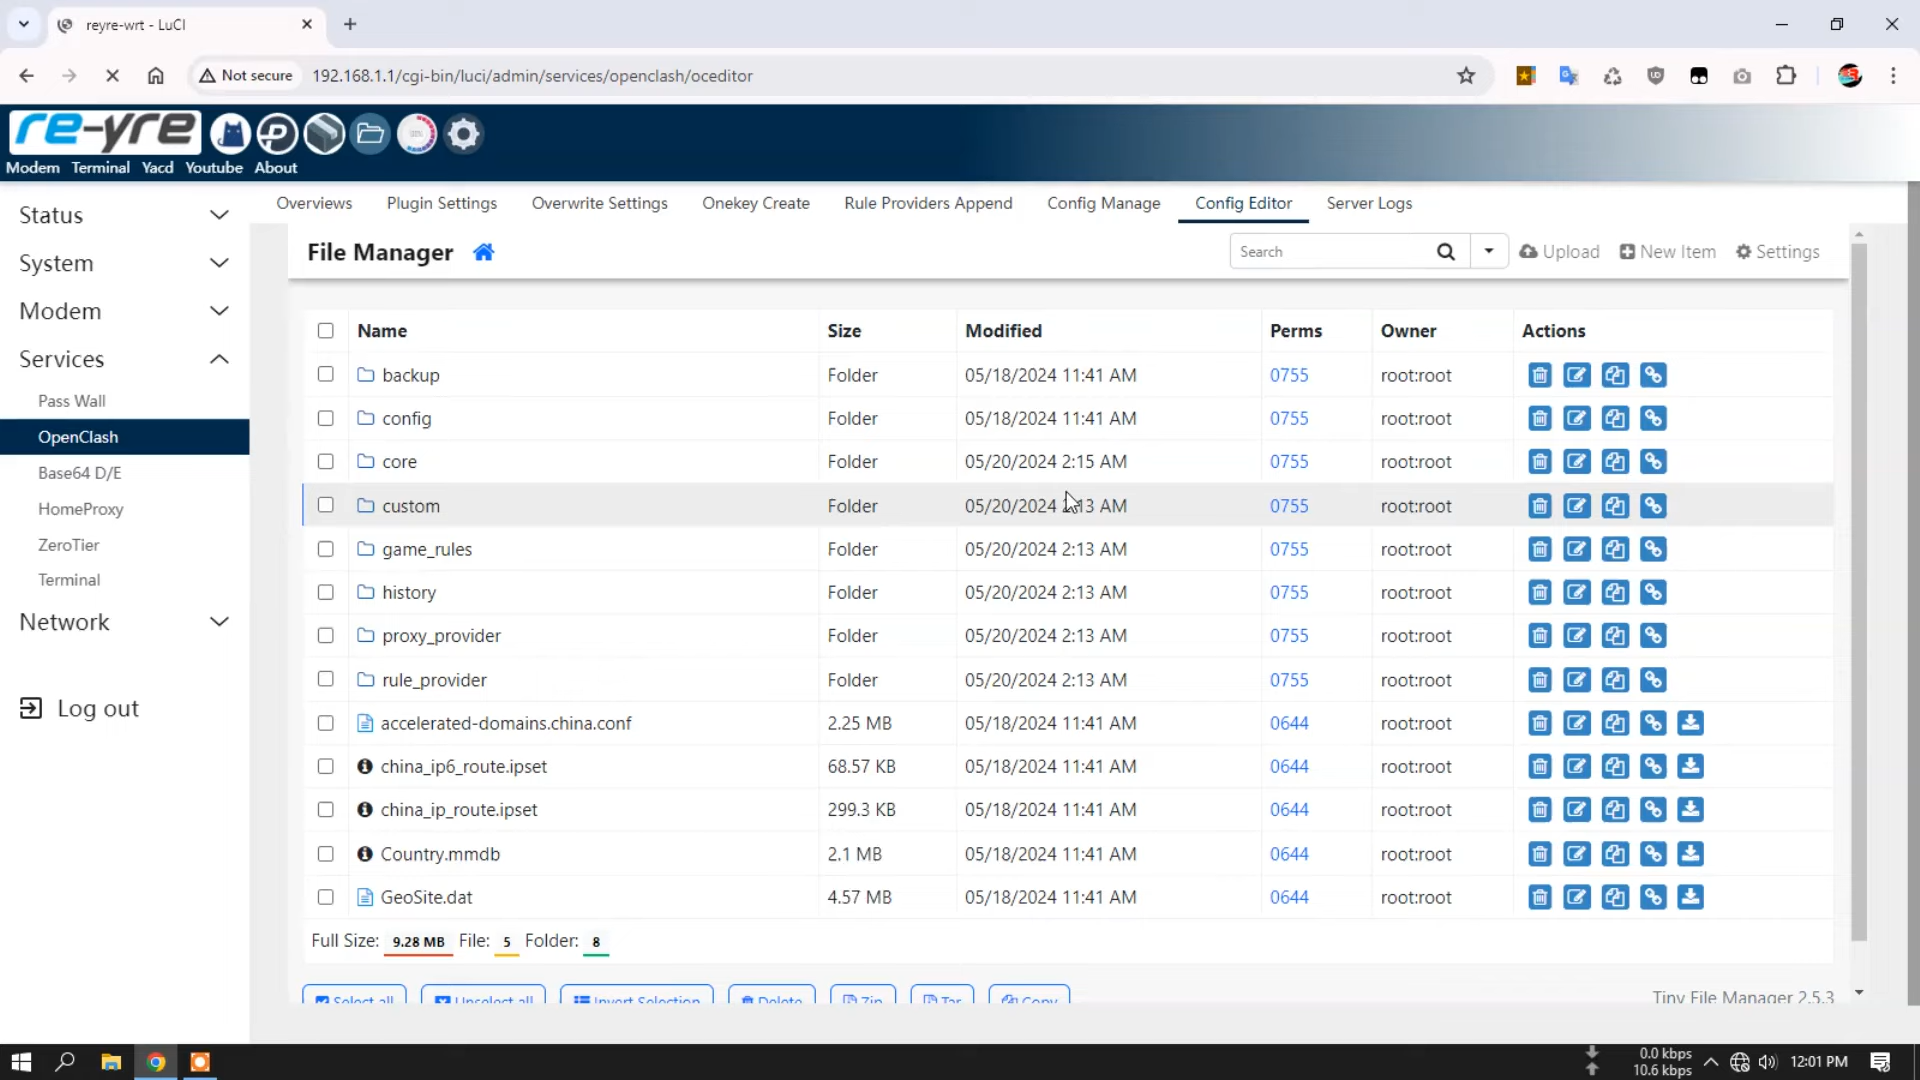 reyre-wrt - LuCI
Not secure
192.168.1.1/cgi-bin/luci/admin/services/openclash/oceditor
re-yre
Modem Terminal Yacd Youtube About
Status
System
Modem
Services
Pass Wall
OpenClash
Base64 D/E
HomeProxy
ZeroTier
Terminal
Network
Log out
Overviews Plugin Settings Overwrite Settings Onekey Create Rule Providers Append Config Manage Config Editor Server Logs
File Manager Search Upload New Item Settings
Name Size Modified Perms Owner Actions
backup Folder 05/18/2024 11:41 AM 0755 root:root
config Folder 05/18/2024 11:41 AM 0755 root:root
core Folder 05/20/2024 2:15 AM 0755 root:root
custom Folder 05/20/2024 2:13 AM 0755 root:root
game_rules Folder 05/20/2024 2:13 AM 0755 root:root
history Folder 05/20/2024 2:13 AM 0755 root:root
proxy_provider Folder 05/20/2024 2:13 AM 0755 root:root
rule_provider Folder 05/20/2024 2:13 AM 0755 root:root
accelerated-domains.china.conf 2.25 MB 05/18/2024 11:41 AM 0644 root:root
china_ip6_route.ipset 68.57 KB 05/18/2024 11:41 AM 0644 root:root
china_ip_route.ipset 299.3 KB 05/18/2024 11:41 AM 0644 root:root
Country.mmdb 2.1 MB 05/18/2024 11:41 AM 0644 root:root
GeoSite.dat 4.57 MB 05/18/2024 11:41 AM 0644 root:root
Full Size: 9.28 MB File: 5 Folder: 8
Select all Unselect all Invert Selection Delete Zip Tar Copy
Tiny File Manager 2.5.3
0.0 kbps
10.6 kbps
12:01 PM